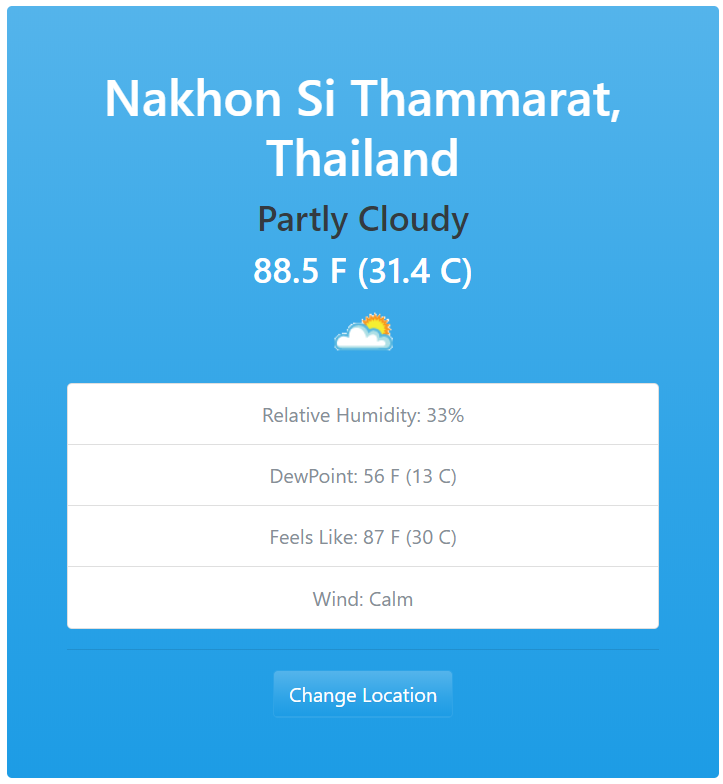 Nakhon Si Thammarat,
Thailand
Partly Cloudy
88.5 F (31.4 C)
Relative Humidity: 33%
DewPoint: 56 F (13 C)
Feels Like: 87 F (30 C)
Wind: Calm
Change Location